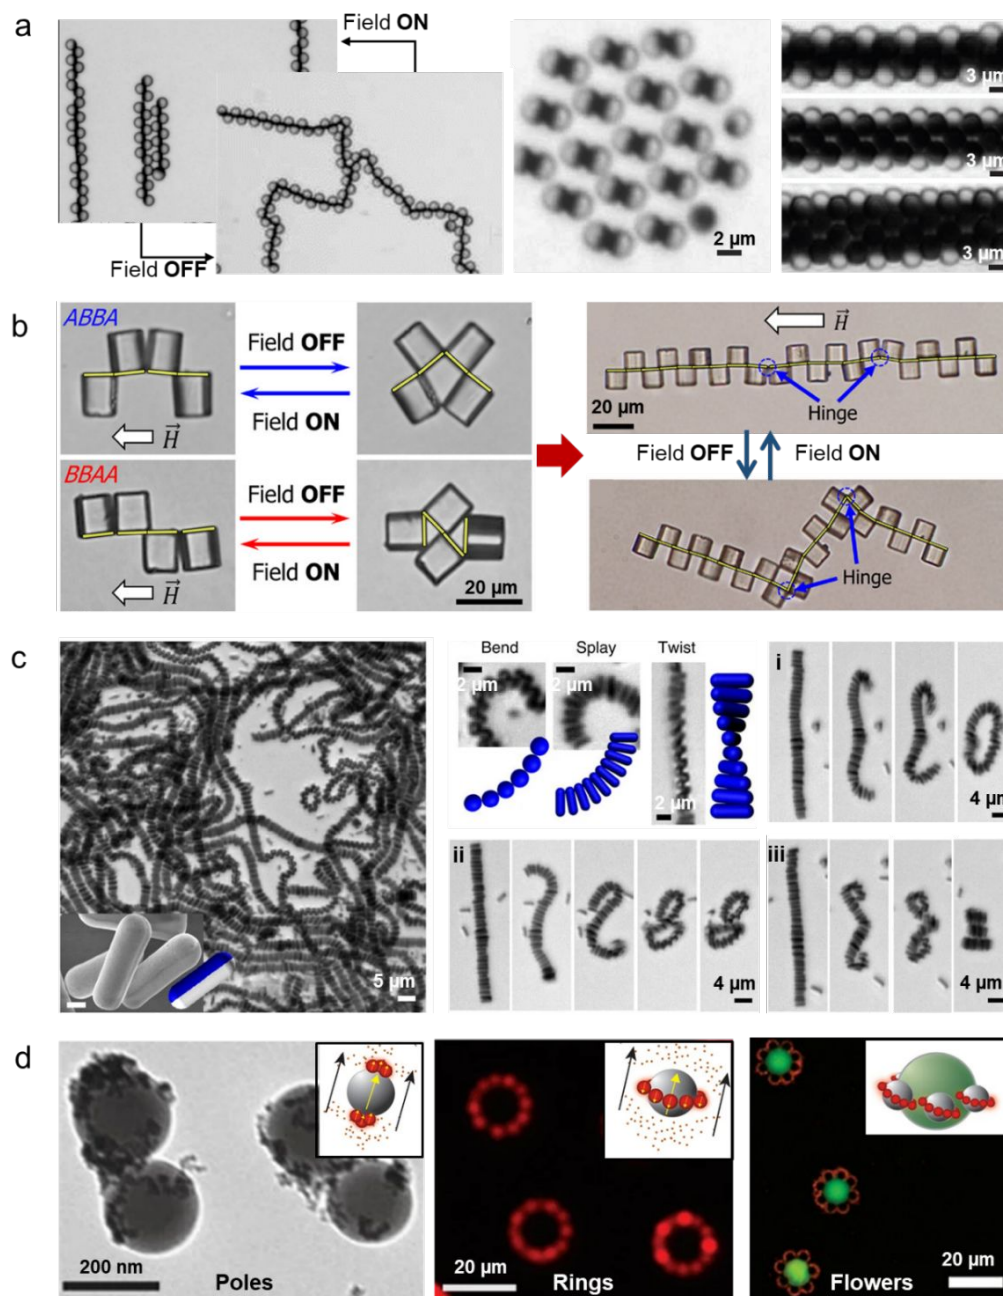 a
Field ON
Field OFF
2 μm
3 μm
3 μm
3 μm
b
ABBA
Field OFF
Field ON
H
BBAA
Field OFF
Field ON
H
20 μm
H
Hinge
20 μm
Field OFF
Field ON
Hinge
c
5 μm
Bend
Splay
Twist
2 μm
2 μm
2 μm
i
4 μm
ii
4 μm
iii
4 μm
d
200 nm
Poles
20 μm
Rings
Flowers
20 μm